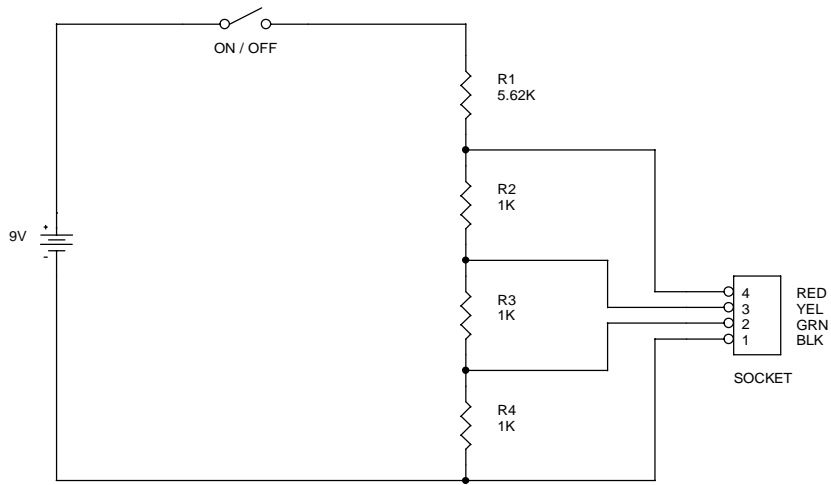 ON / OFF
R1
5.62K
R2
1K
9V
+
-
R3
1K
4 RED
3 YEL
2 GRN
1 BLK
SOCKET
R4
1K